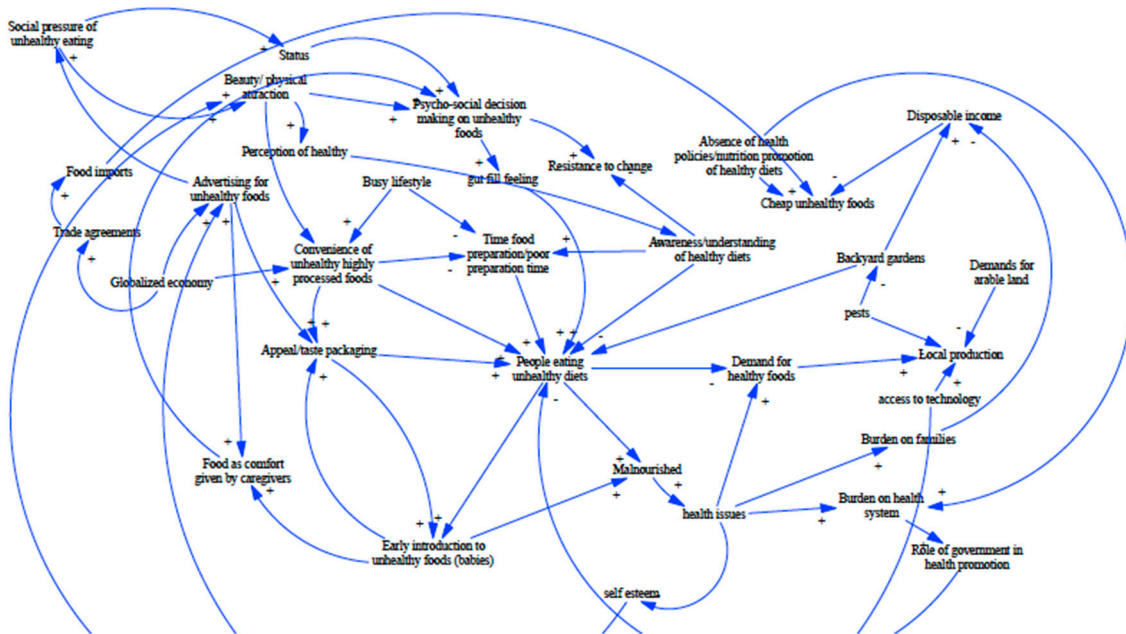 Social pressure of
unhealthy eating
+
+
Status
Beauty/ physical
attraction
+
+
+
+
Psycho-social decision
making on unhealthy
foods
Disposable income
+
-
Absence of health
policies/nutrition promotion
of healthy diets
+
Perception of healthy
+
Resistance to change
-
+
gut fill feeling
-
+
Cheap unhealthy foods
Food imports
+
Advertising for
unhealthy foods
+
+
Busy lifestyle
Trade agreements
+
+
-
Time food
preparation/poor
preparation time
+
+
Awareness/understanding
of healthy diets
Convenience of
unhealthy highly
processed foods
-
Backyard gardens
-
Demands for
arable land
Globalized economy
+
pests
-
+
+
Appeal/taste packaging
+
+
+
+
+
-
People eating
unhealthy diets
-
-
Demand for
healthy foods
+
Local production
+
+
access to technology
+
Food as comfort
given by caregivers
+
+
Malnourished
+
+
Burden on families
+
health issues
+
Burden on health
system
+
+
+
Early introduction to
unhealthy foods (babies)
Role of government in
health promotion
self esteem
-